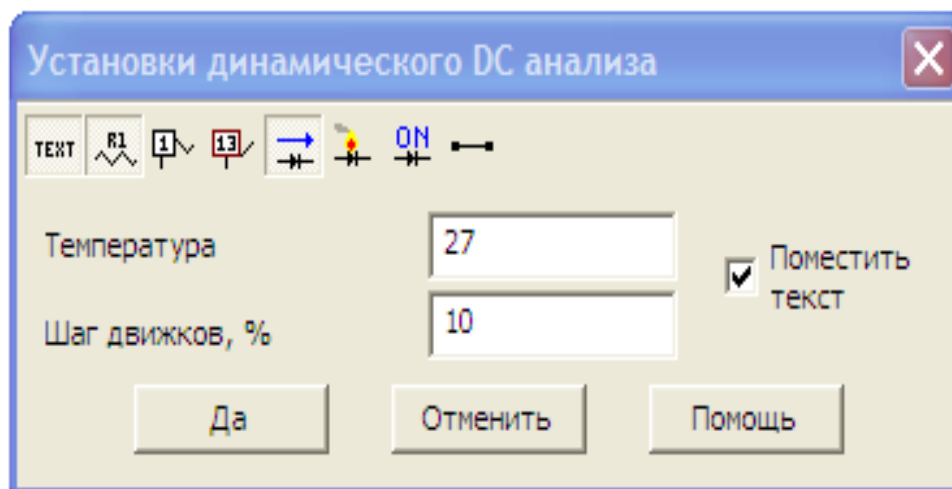 Установки динамического DC анализа
TEXT R1 1 13 ON
Температура 27
Поместить
текст
Шаг движков, % 10
Да Отменить Помощь